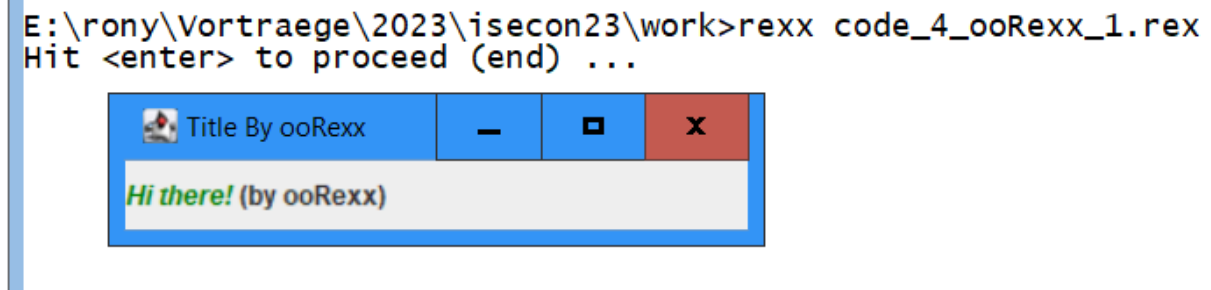 E:\rony\Vortraege\2023\isecon23\work>rexx code_4_ooRexx_1.rex
Hit <enter> to proceed (end) ...
Title By ooRexx
Hi there! (by ooRexx)